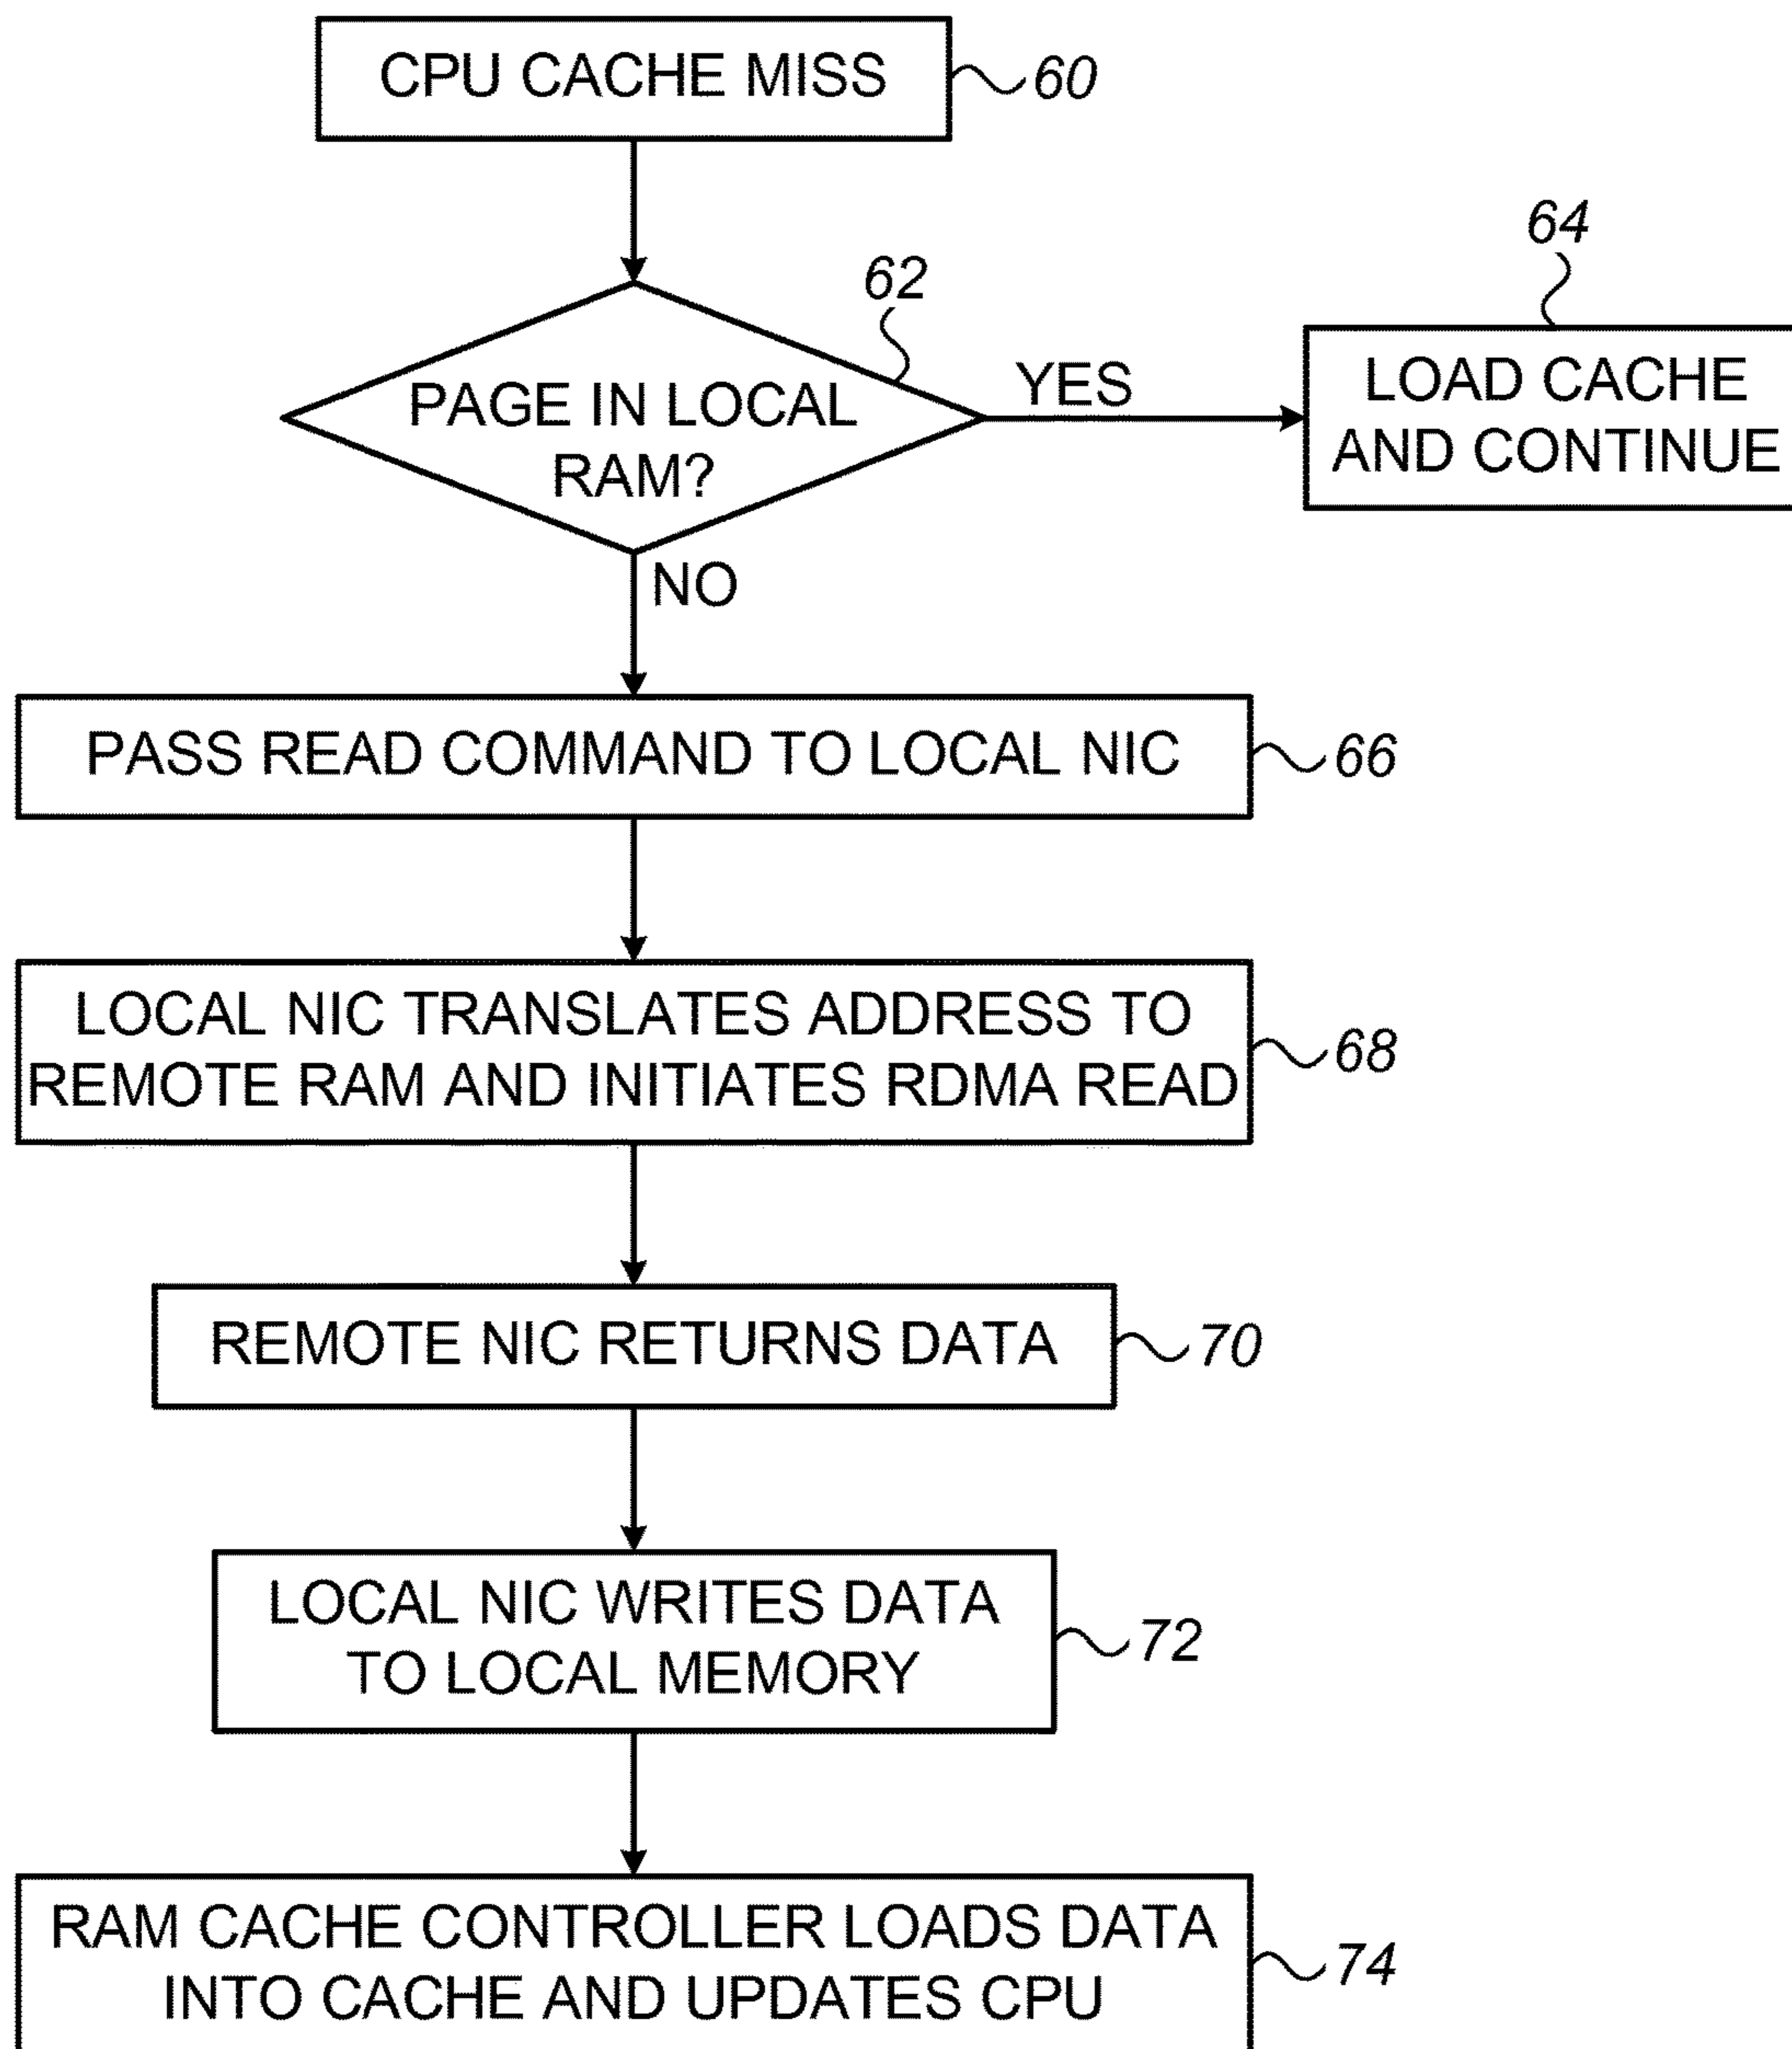 CPU CACHE MISS
60
64
62
PAGE IN LOCAL
RAM?
YES
LOAD CACHE
AND CONTINUE
NO
PASS READ COMMAND TO LOCAL NIC
66
LOCAL NIC TRANSLATES ADDRESS TO
REMOTE RAM AND INITIATES RDMA READ
68
REMOTE NIC RETURNS DATA
70
LOCAL NIC WRITES DATA
TO LOCAL MEMORY
72
RAM CACHE CONTROLLER LOADS DATA
INTO CACHE AND UPDATES CPU
74